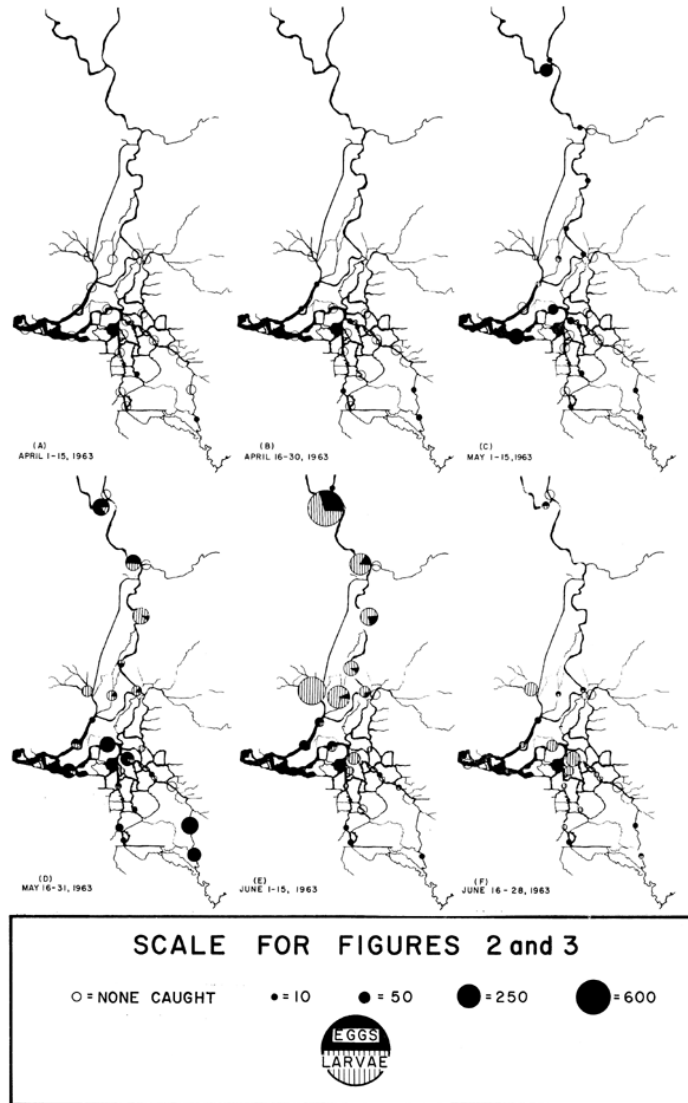 (A)
APRIL 1-15, 1963
(B)
APRIL 16-30, 1963
(C)
MAY 1-15, 1963
(D)
MAY 16-31, 1963
(E)
JUNE 1-15, 1963
(F)
JUNE 16-28, 1963
SCALE FOR FIGURES 2 and 3
= NONE CAUGHT = 10 = 50 = 250 = 600
EGGS
LARVAE